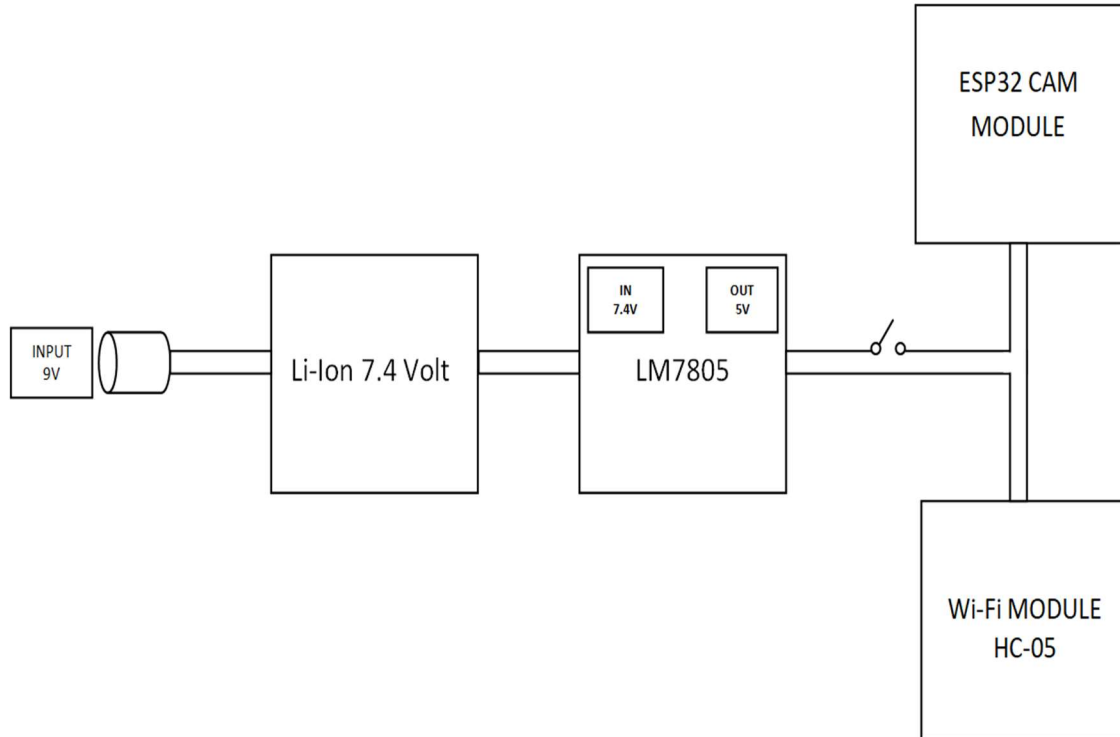 ESP32 CAM
MODULE
INPUT
9V
Li-Ion 7.4 Volt
IN
7.4V
OUT
5V
LM7805
Wi-Fi MODULE
HC-05